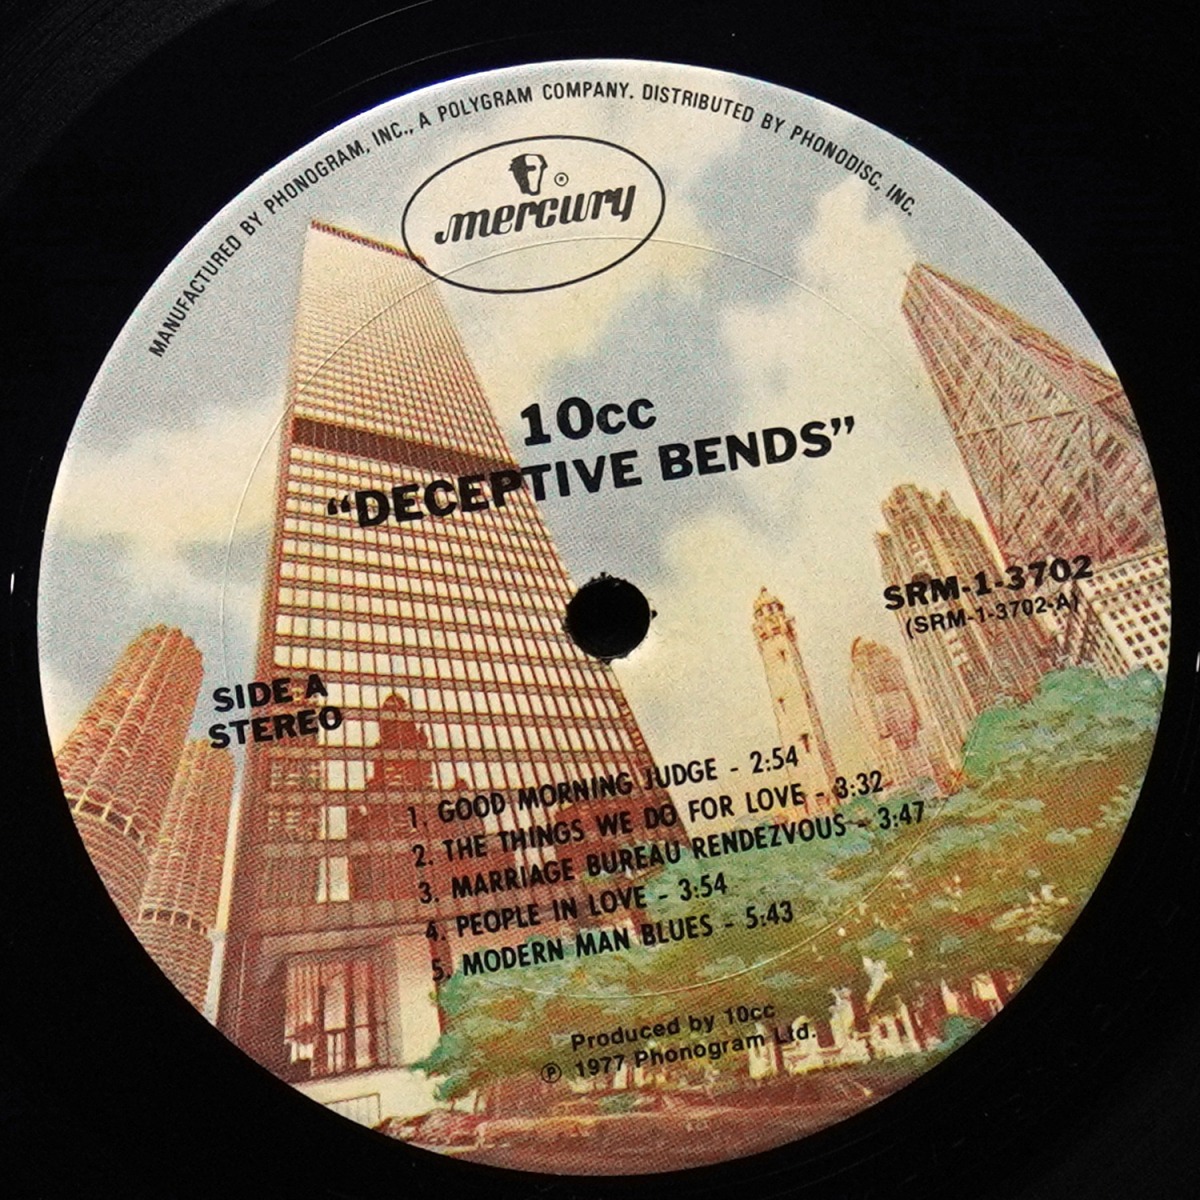 MANUFACTURED BY PHONOGRAM, INC., A POLYGRAM COMPANY. DISTRIBUTED BY PHONODISC, INC.
mercury ®
10cc
“DECEPTIVE BENDS”
SRM-1-3702
(SRM-1-3702-A)
SIDE A
STEREO
1. GOOD MORNING JUDGE - 2:54
2. THE THINGS WE DO FOR LOVE - 3:32
3. MARRIAGE BUREAU RENDEZVOUS - 3:47
4. PEOPLE IN LOVE - 3:54
5. MODERN MAN BLUES - 5:43
Produced by 10cc
℗ 1977 Phonogram Ltd.